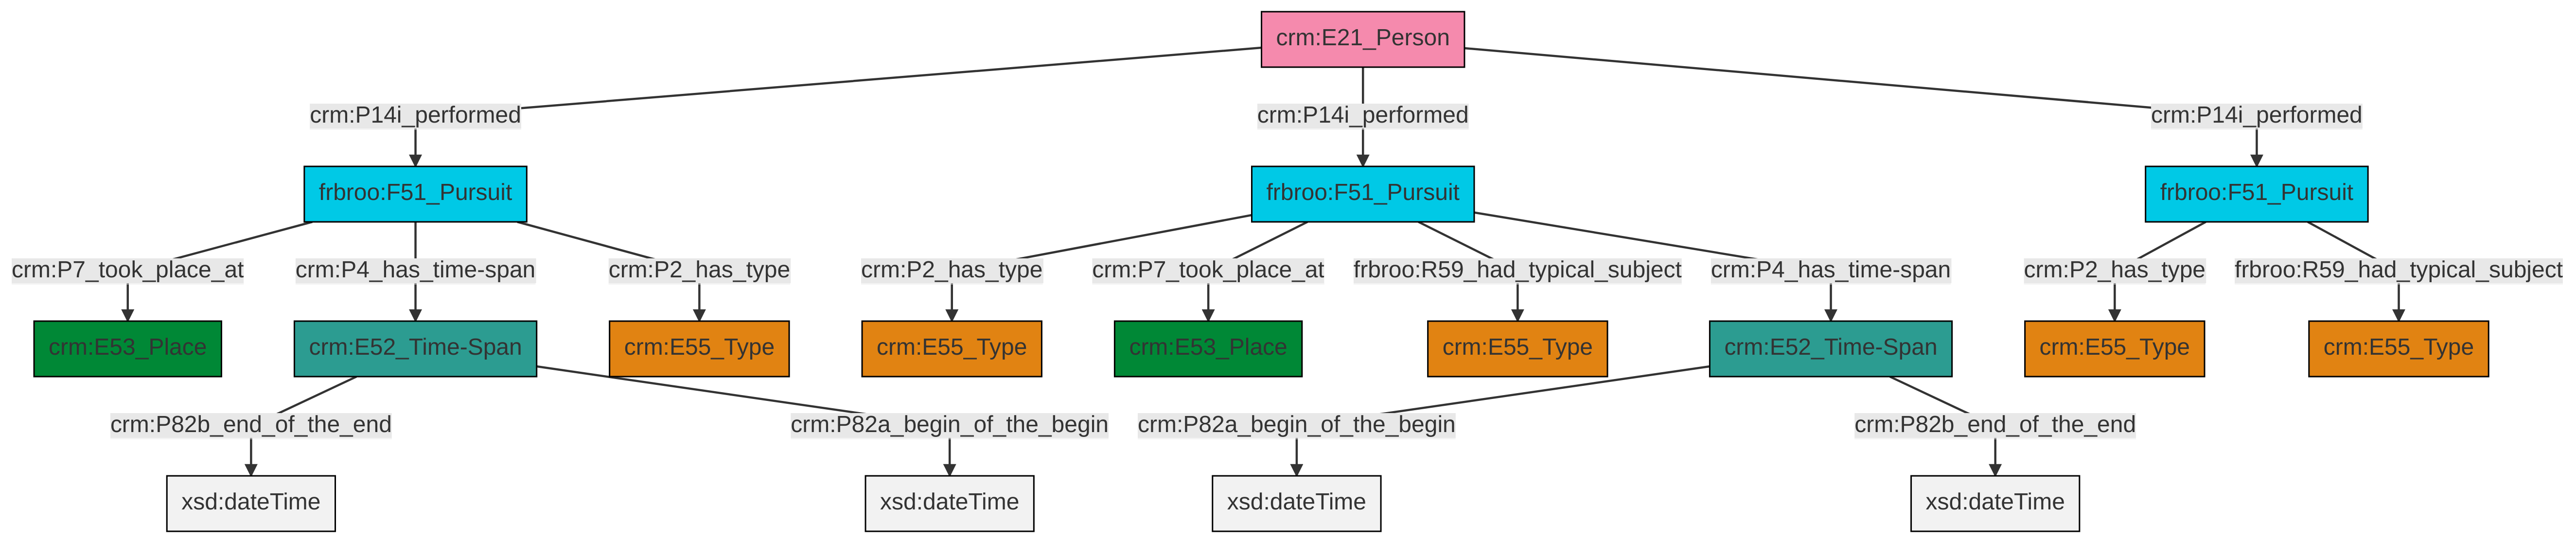 crm:E21_Person
crm:P14i_performed
crm:P14i_performed
crm:P14i_performed
frbroo:F51_Pursuit
frbroo:F51_Pursuit
frbroo:F51_Pursuit
crm:P7_took_place_at
crm:P4_has_time-span
crm:P2_has_type
crm:P2_has_type
crm:P7_took_place_at
frbroo:R59_had_typical_subject
crm:P4_has_time-span
crm:P2_has_type
frbroo:R59_had_typical_subject
crm:E53_Place
crm:E52_Time-Span
crm:E55_Type
crm:E55_Type
crm:E53_Place
crm:E55_Type
crm:E52_Time-Span
crm:E55_Type
crm:E55_Type
crm:P82b_end_of_the_end
crm:P82a_begin_of_the_begin
crm:P82a_begin_of_the_begin
crm:P82b_end_of_the_end
xsd:dateTime
xsd:dateTime
xsd:dateTime
xsd:dateTime